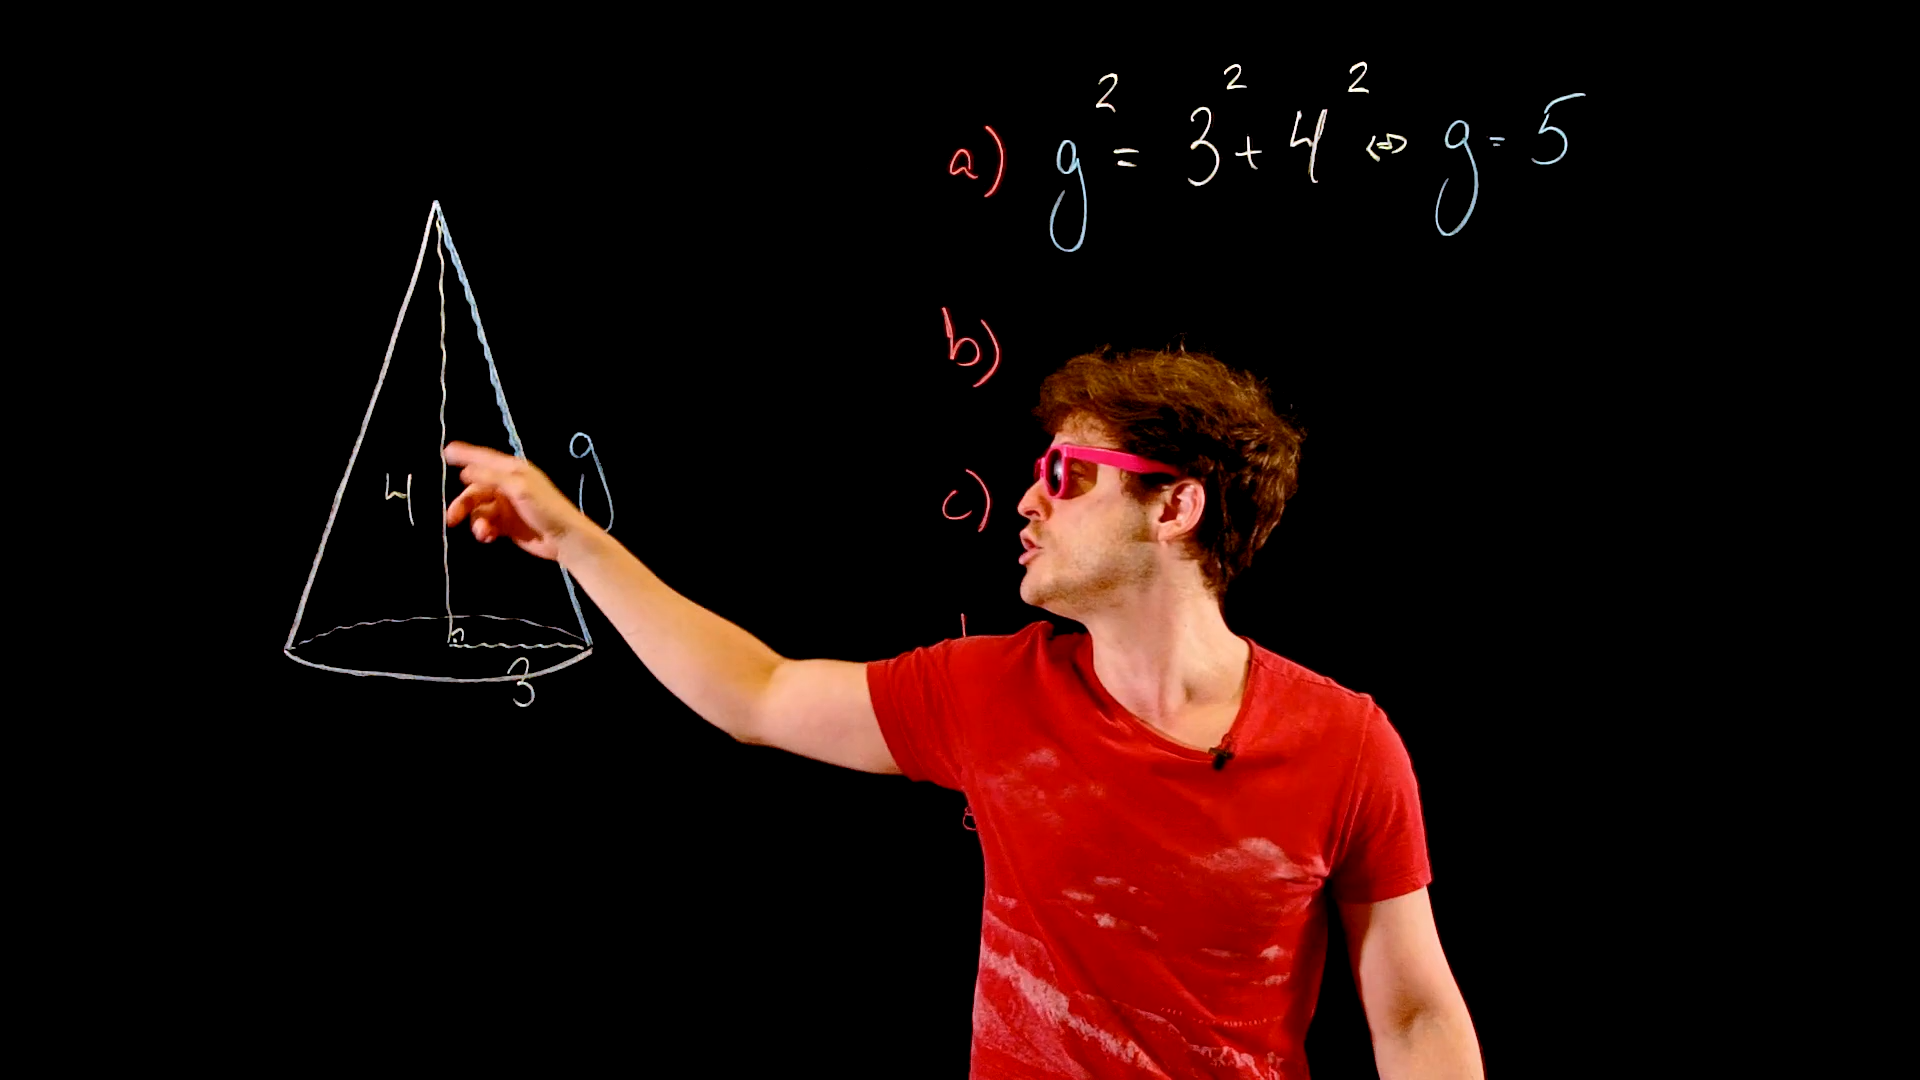 a) g² = 3² + 4² ⇔ g = 5
b)
c)
4
g
3